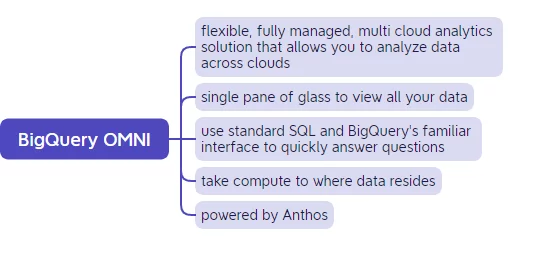 flexible, fully managed, multi cloud analytics
solution that allows you to analyze data
across clouds
single pane of glass to view all your data
BigQuery OMNI
use standard SQL and BigQuery's familiar
interface to quickly answer questions
take compute to where data resides
powered by Anthos